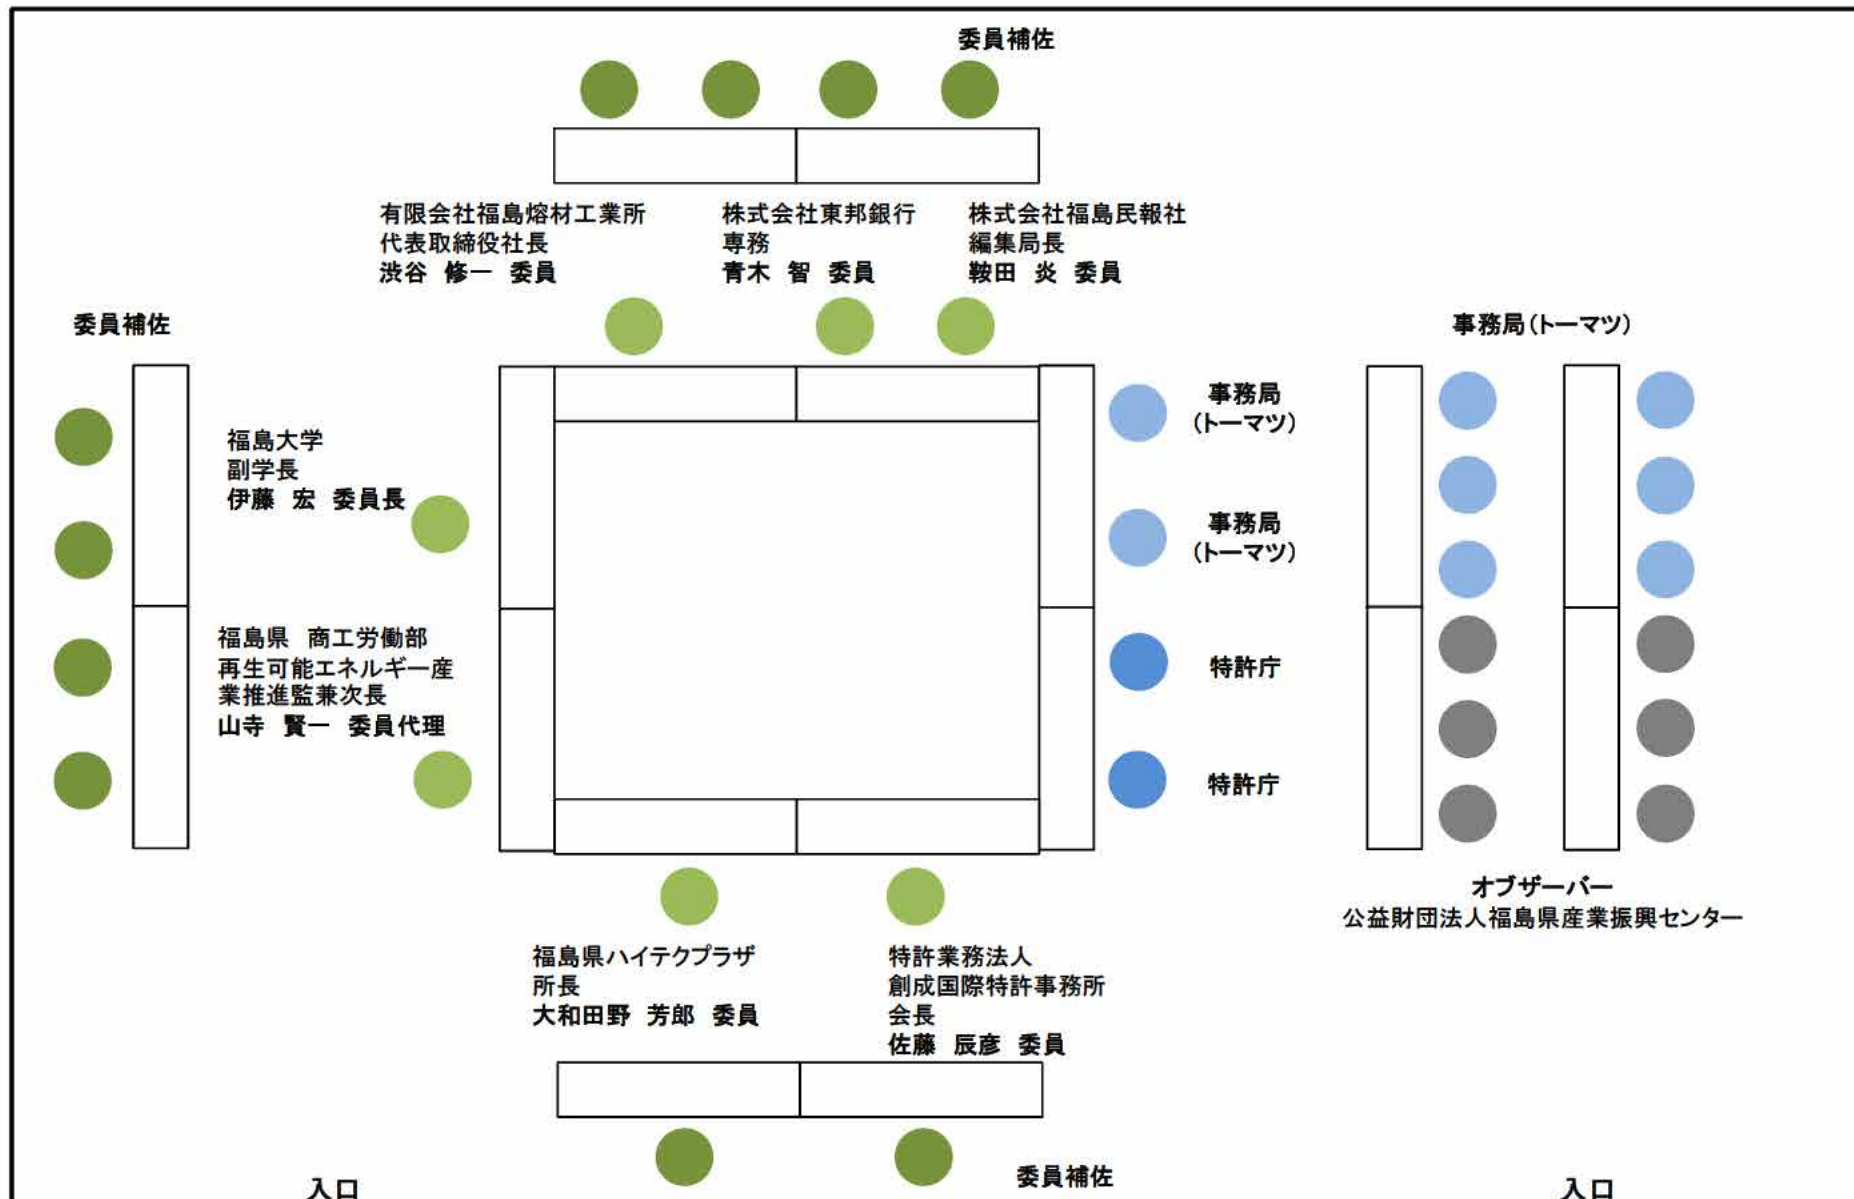 委員補佐
有限会社福島熔材工業所
代表取締役社長
渋谷 修一 委員
株式会社東邦銀行
専務
青木 智 委員
株式会社福島民報社
編集局長
鞍田 炎 委員
委員補佐
福島大学
副学長
伊藤 宏 委員長
福島県 商工労働部
再生可能エネルギー産
業推進監兼次長
山寺 賢一 委員代理
事務局
(トーマツ)
事務局
(トーマツ)
特許庁
特許庁
事務局(トーマツ)
オブザーバー
公益財団法人福島県産業振興センター
福島県ハイテクプラザ
所長
大和田野 芳郎 委員
特許業務法人
創成国際特許事務所
会長
佐藤 辰彦 委員
委員補佐
入口
入口